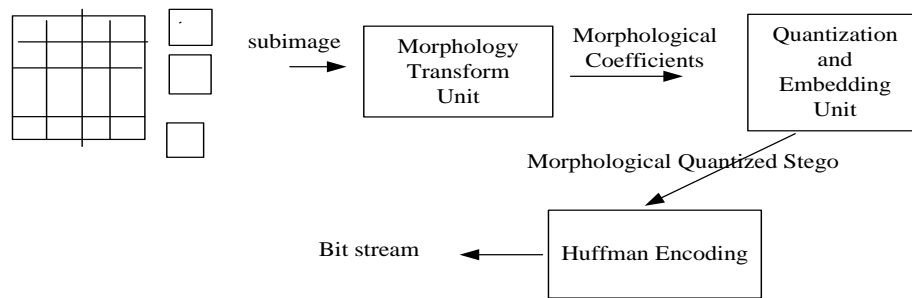 subimage
Morphology
Transform
Unit
Morphological
Coefficients
Quantization
and
Embedding
Unit
Morphological Quantized Stego
Huffman Encoding
Bit stream